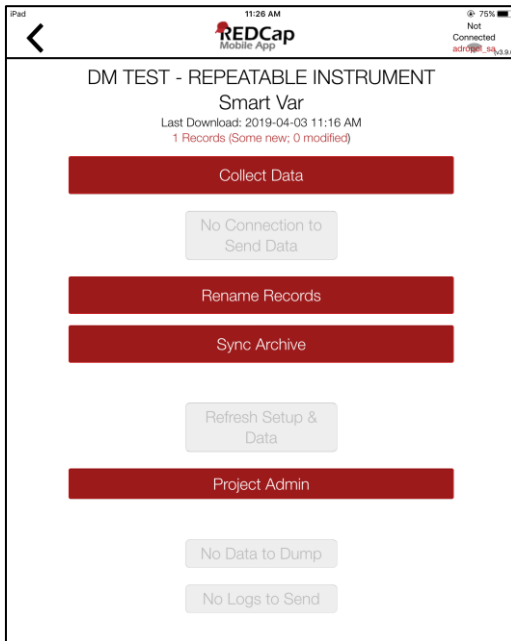 iPad
11:26 AM
75%
REDCap
Mobile App
Not
Connected
DM TEST - REPEATABLE INSTRUMENT
Smart Var
Last Download: 2019-04-03 11:16 AM
1 Records (Some new; 0 modified)
Collect Data
No Connection to
Send Data
Rename Records
Sync Archive
Refresh Setup &
Data
Project Admin
No Data to Dump
No Logs to Send